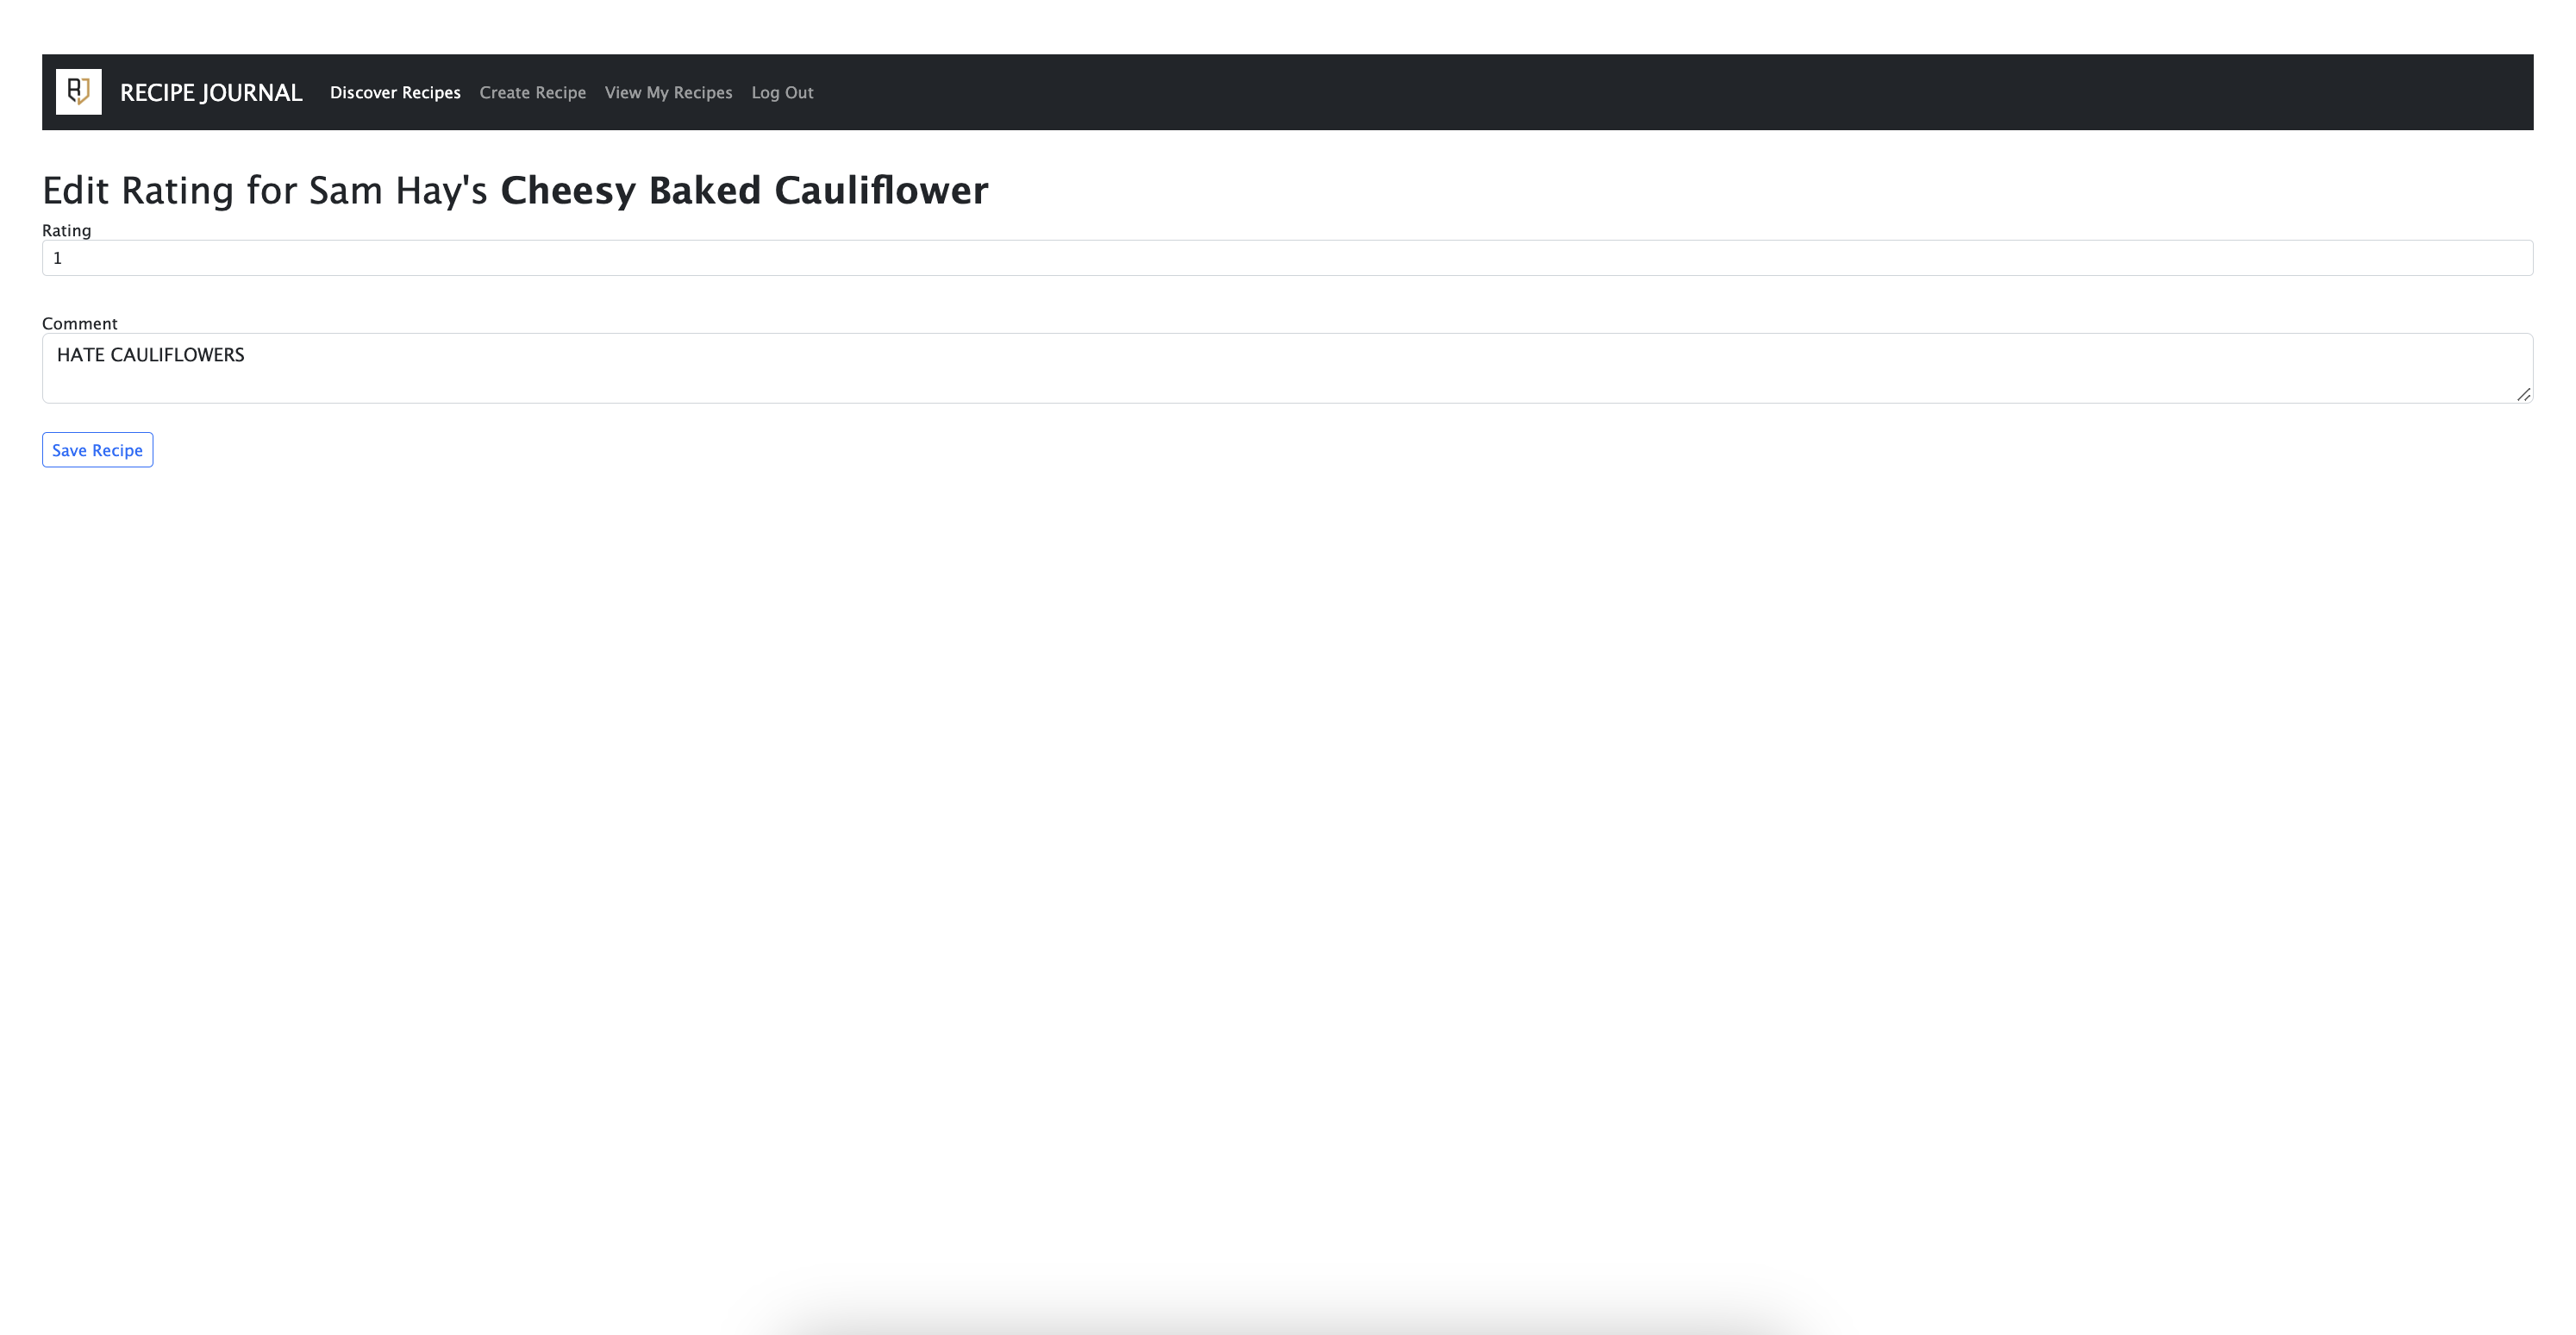 RJ
RECIPE JOURNAL Discover Recipes Create Recipe View My Recipes Log Out
Edit Rating for Sam Hay's Cheesy Baked Cauliflower
Rating
1
Comment
HATE CAULIFLOWERS
Save Recipe